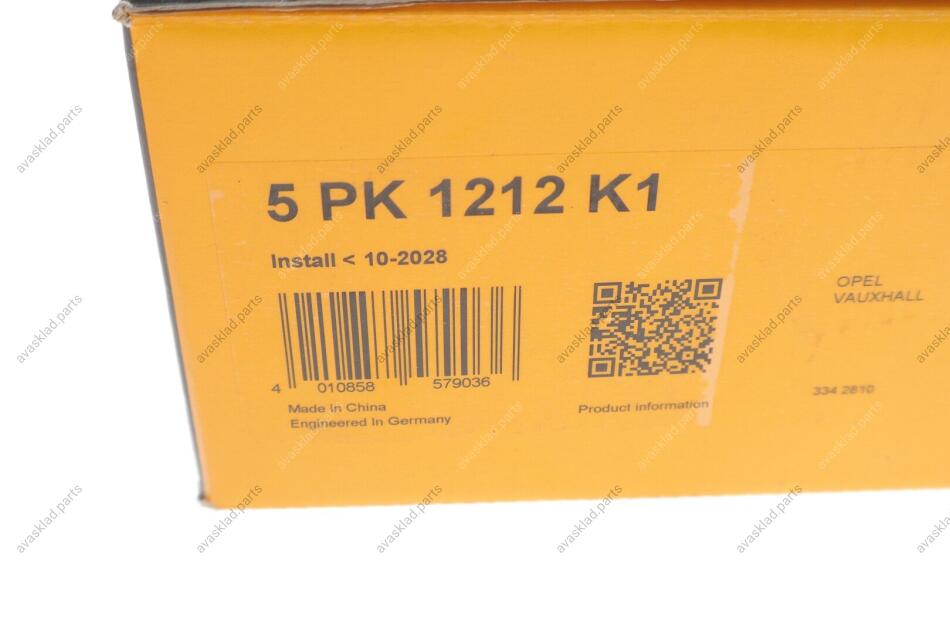 5 PK 1212 K1
Install < 10-2028
4 010858 579036
Made in China
Engineered in Germany
Product information
OPEL
VAUXHALL
334 2810
avasklad.parts